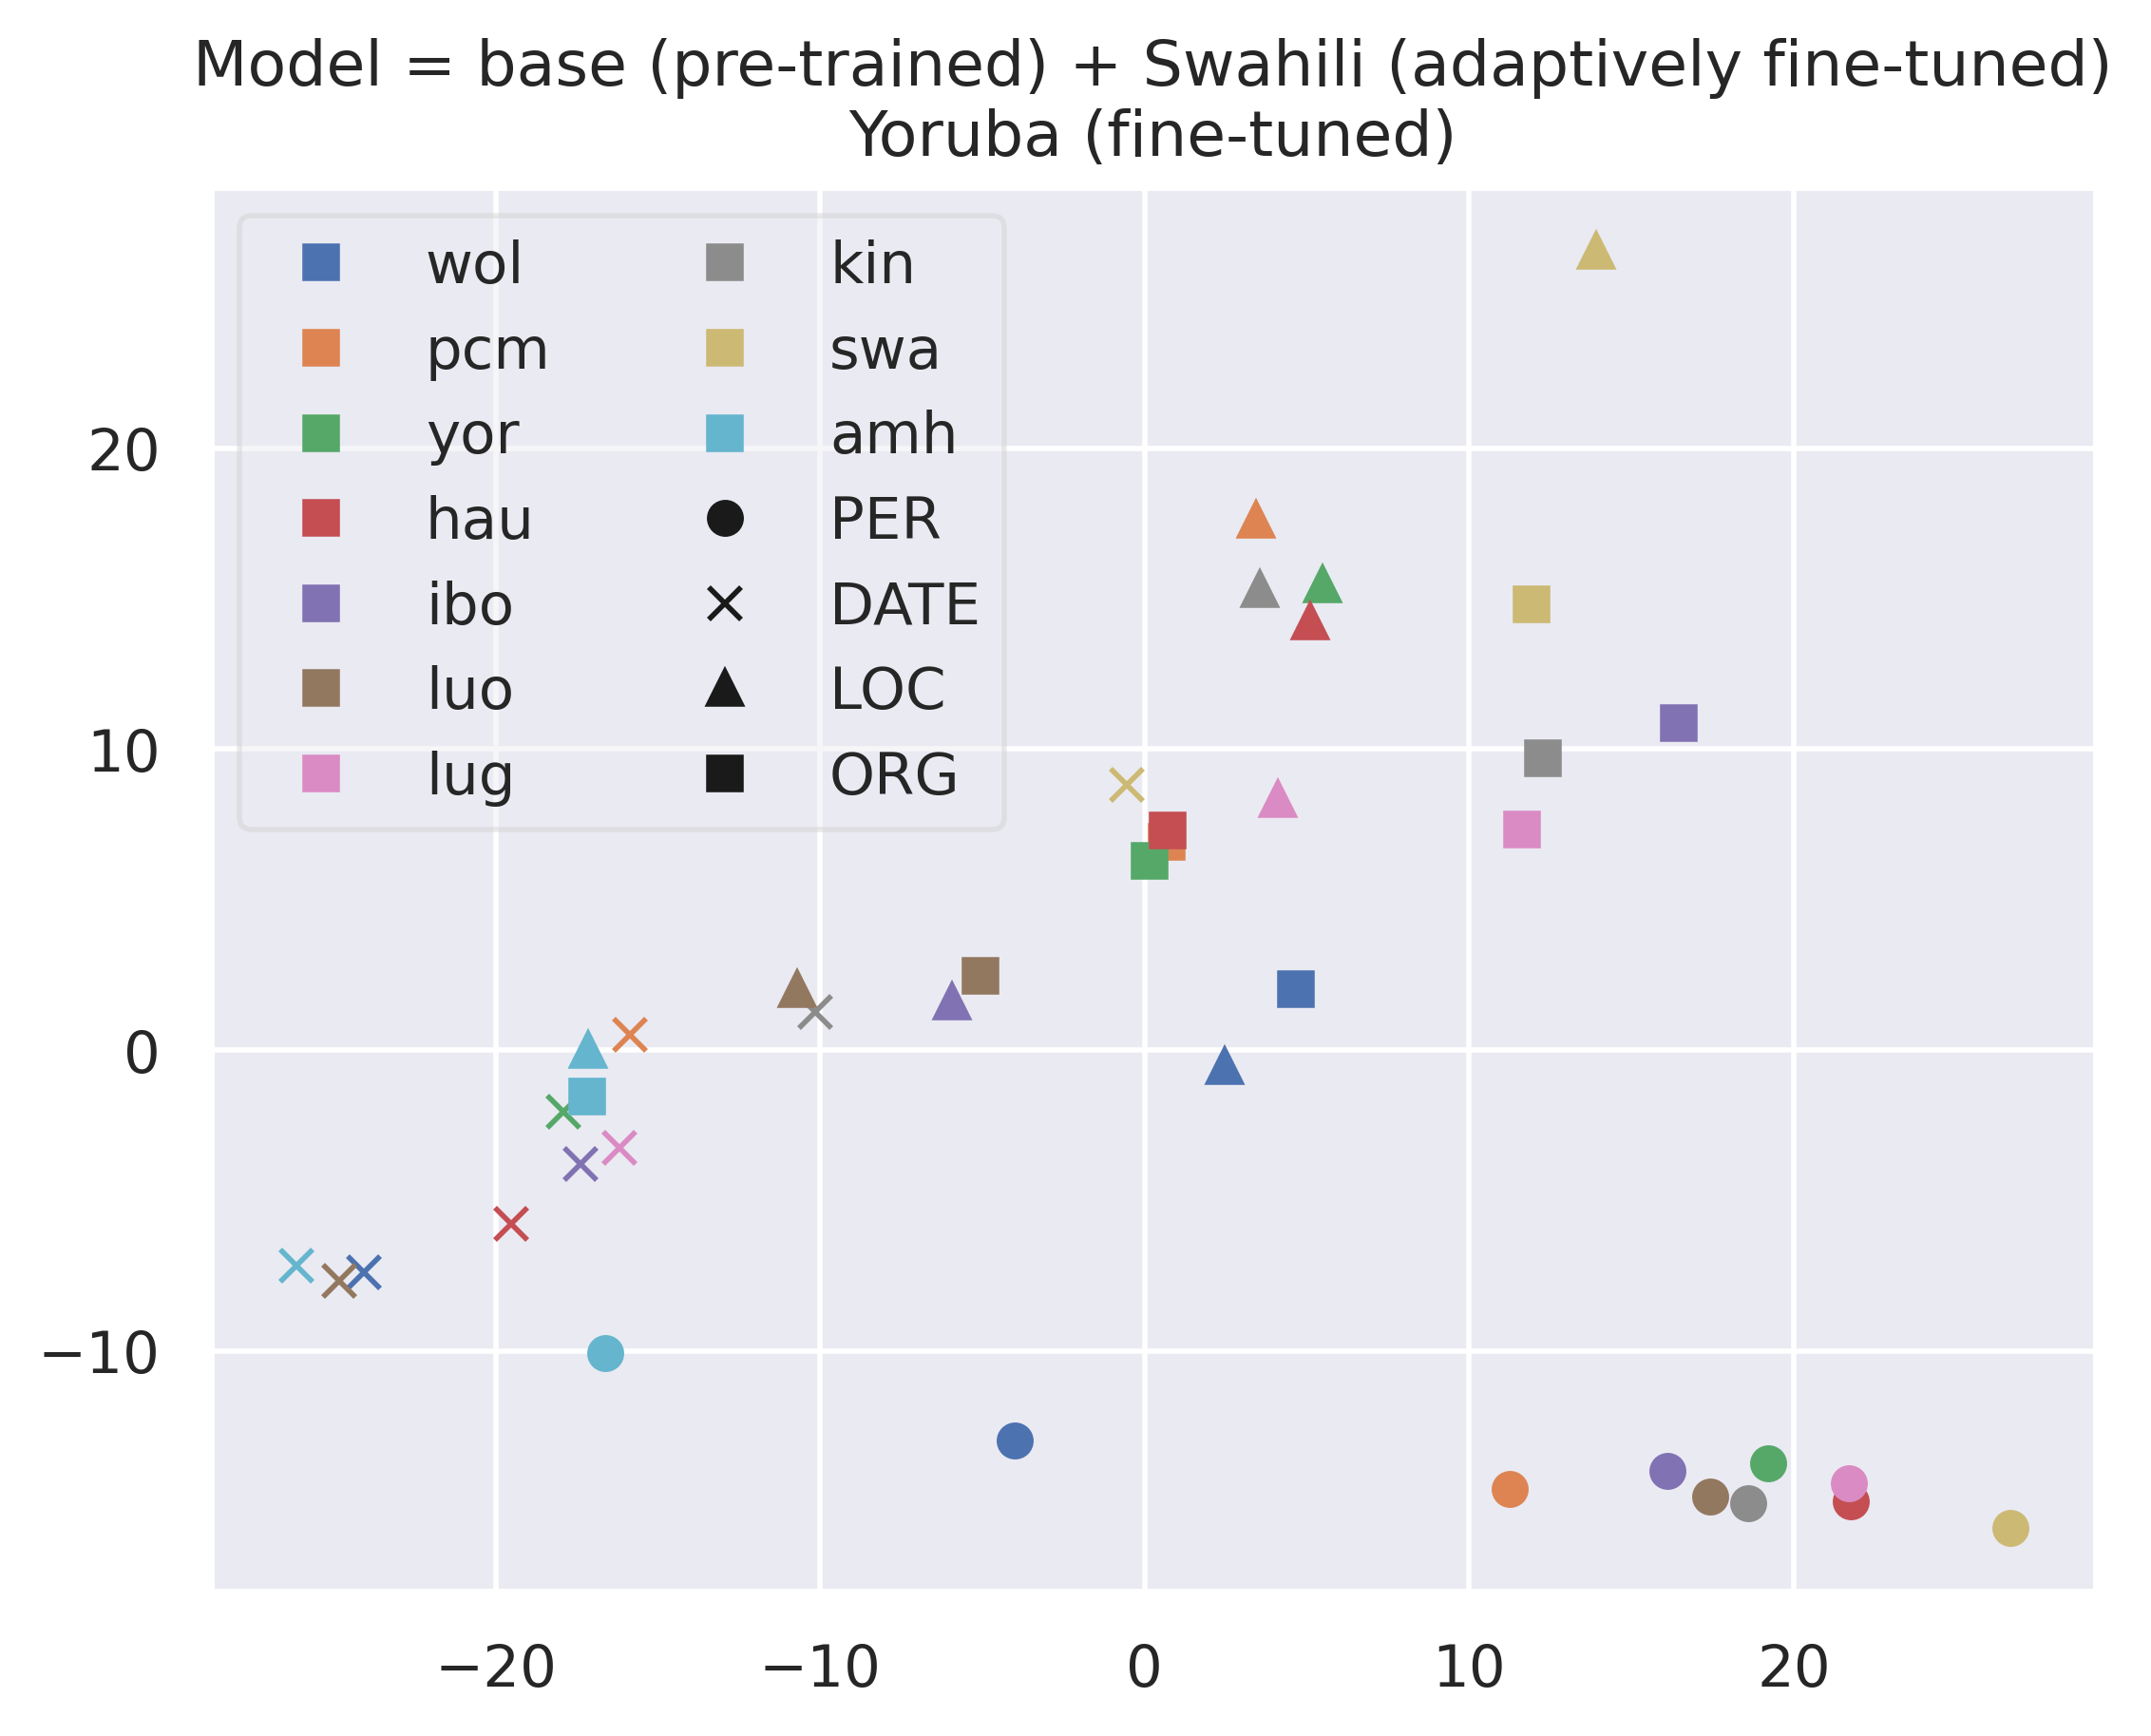 Model = base (pre-trained) + Swahili (adaptively fine-tuned)
Yoruba (fine-tuned)
wol
pcm
yor
hau
ibo
luo
lug
kin
swa
amh
PER
DATE
LOC
ORG
20
10
0
−10
−20
−10
0
10
20